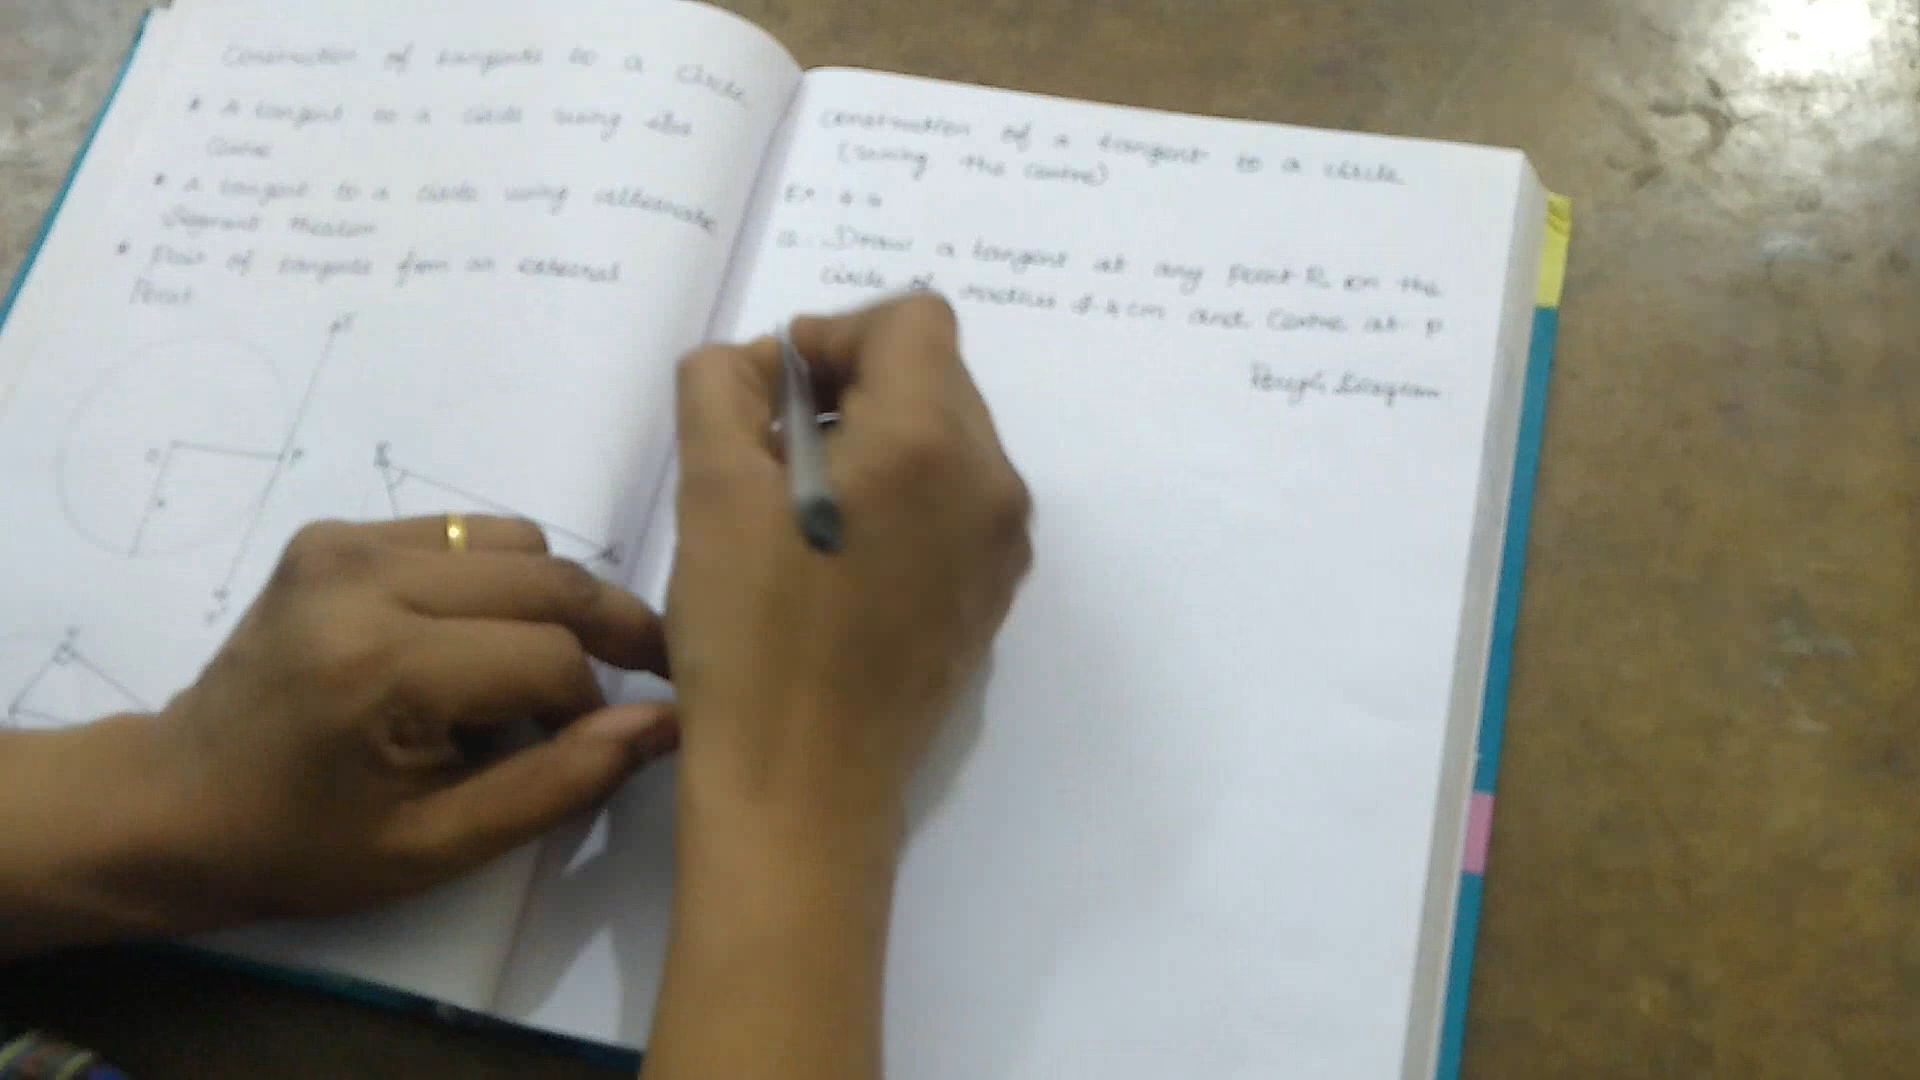 Construction of tangents to a circle
* A tangent to a circle using the
Centre
* A tangent to a circle using alternate
Segment theorem
* Pair of tangents from an external
Point
T
O
P
Construction of a tangent to a circle
(Using the centre)
Ex 4.4
Draw a tangent at any point R on the
circle of radius 3.4cm and Centre at P
Rough Diagram